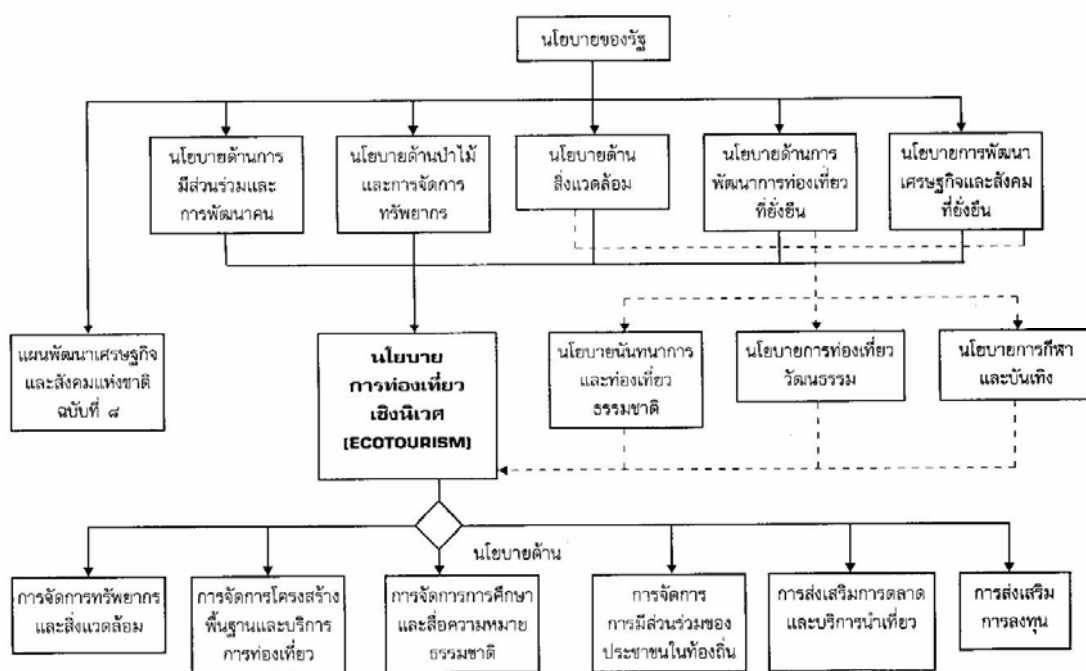 นโยบายของรัฐ
นโยบายด้านการ
มีส่วนร่วมและ
การพัฒนาคน
นโยบายด้านป่าไม้
และการจัดการ
ทรัพยากร
นโยบายด้าน
สิ่งแวดล้อม
นโยบายด้านการ
พัฒนาการท่องเที่ยว
ที่ยั่งยืน
นโยบายการพัฒนา
เศรษฐกิจและสังคม
ที่ยั่งยืน
แผนพัฒนาเศรษฐกิจ
และสังคมแห่งชาติ
ฉบับที่ ๘
นโยบาย
การท่องเที่ยว
เชิงนิเวศ
(ECOTOURISM)
นโยบายนันทนาการ
และท่องเที่ยว
ธรรมชาติ
นโยบายการท่องเที่ยว
วัฒนธรรม
นโยบายการกีฬา
และบันเทิง
นโยบายด้าน
การจัดการทรัพยากร
และสิ่งแวดล้อม
การจัดการโครงสร้าง
พื้นฐานและบริการ
การท่องเที่ยว
การจัดการการศึกษา
และสื่อความหมาย
ธรรมชาติ
การจัดการ
การมีส่วนร่วมของ
ประชาชนในท้องถิ่น
การส่งเสริมการตลาด
และบริการนำเที่ยว
การส่งเสริม
การลงทุน